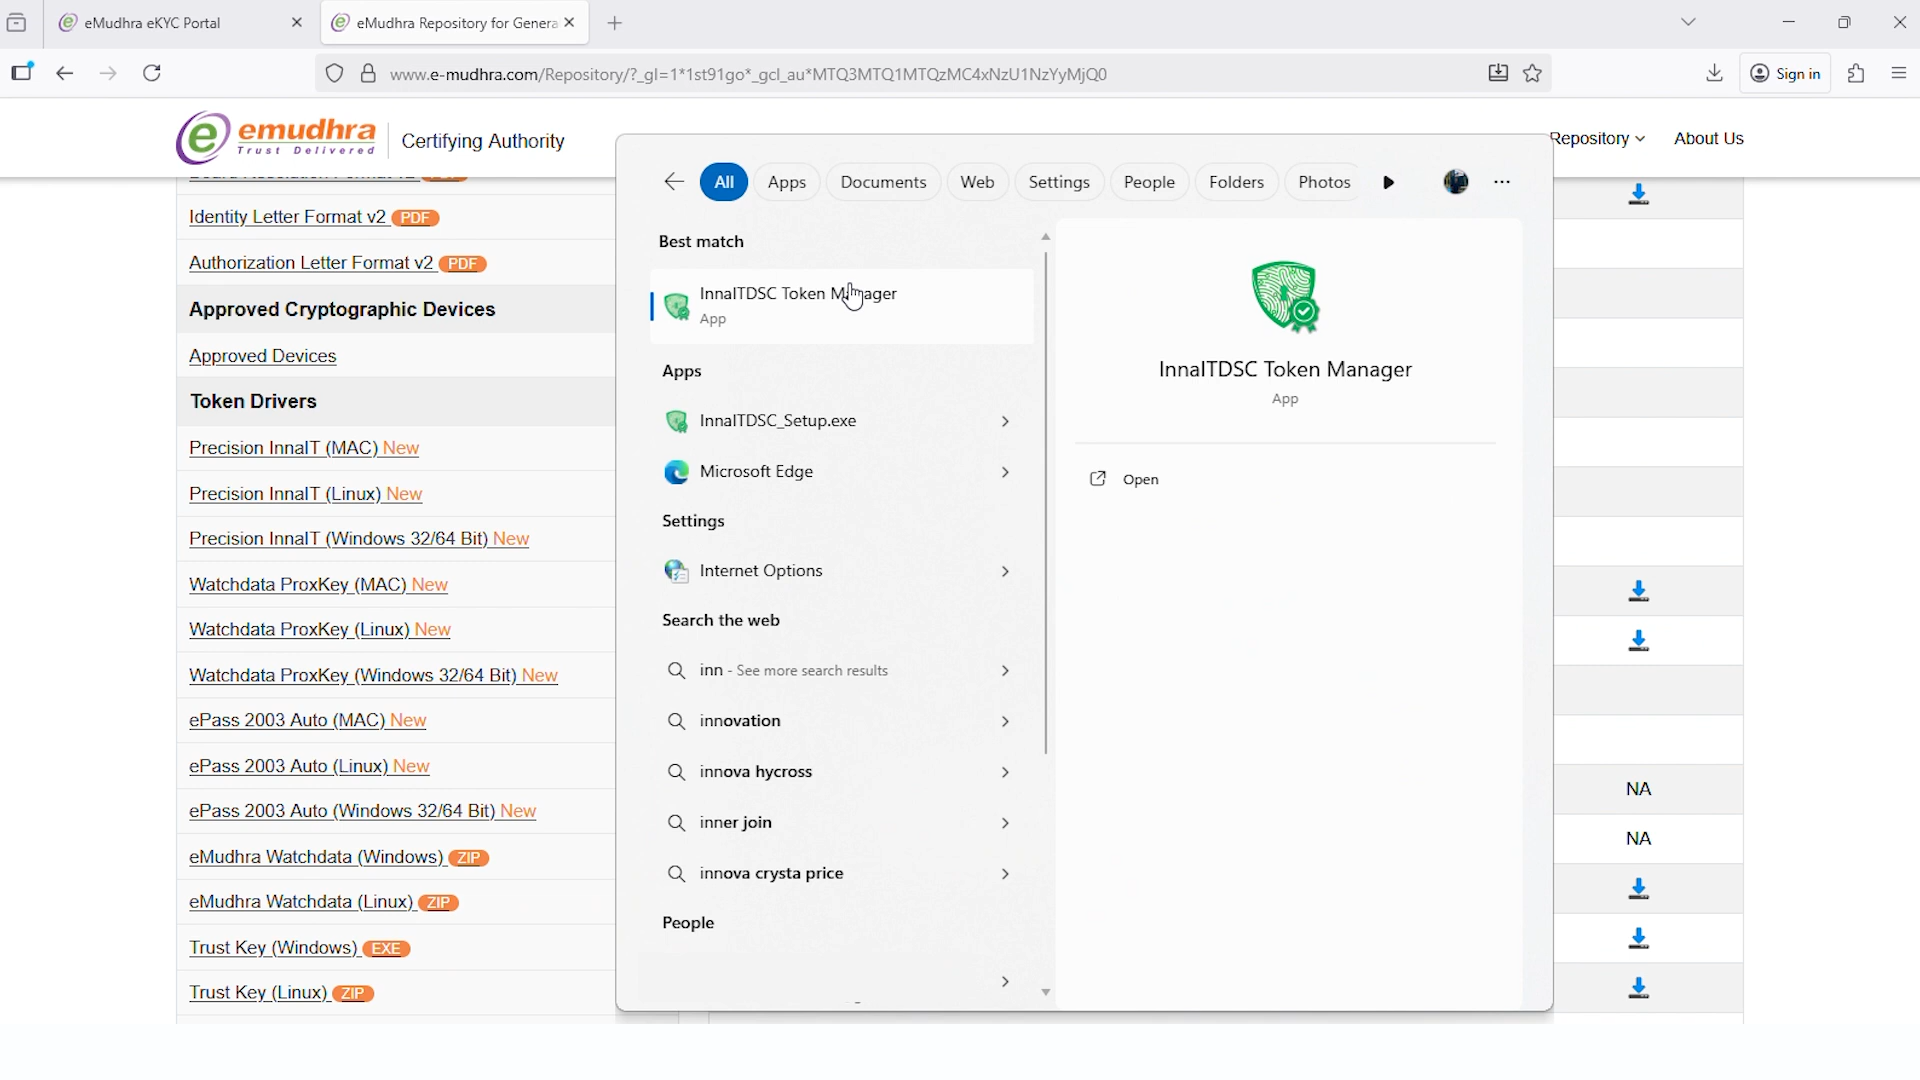 eMudhra eKYC Portal
eMudhra Repository for Genera
www.e-mudhra.com/Repository/?_gl=1*1st91go*_gcl_au*MTQ3MTQ1MTQzMC4xNzU1NzYyMjQ0
Sign in
emudhra
Trust Delivered
Certifying Authority
Repository
About Us
Identity Letter Format v2 PDF
Authorization Letter Format v2 PDF
Approved Cryptographic Devices
Approved Devices
Token Drivers
Precision InnaIT (MAC) New
Precision InnaIT (Linux) New
Precision InnaIT (Windows 32/64 Bit) New
Watchdata ProxKey (MAC) New
Watchdata ProxKey (Linux) New
Watchdata ProxKey (Windows 32/64 Bit) New
ePass 2003 Auto (MAC) New
ePass 2003 Auto (Linux) New
ePass 2003 Auto (Windows 32/64 Bit) New
eMudhra Watchdata (Windows) ZIP
eMudhra Watchdata (Linux) ZIP
Trust Key (Windows) EXE
Trust Key (Linux) ZIP
All
Apps
Documents
Web
Settings
People
Folders
Photos
Best match
InnaITDSC Token Manager
App
Apps
InnaITDSC_Setup.exe
Microsoft Edge
Settings
Internet Options
Search the web
inn - See more search results
innovation
innova hycross
inner join
innova crysta price
People
InnaITDSC Token Manager
App
Open
NA
NA